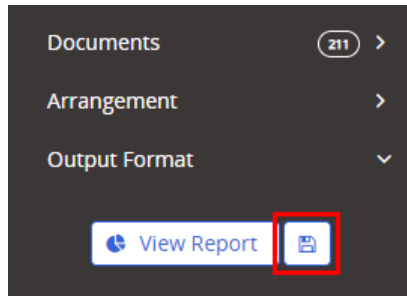 Documents 211
Arrangement
Output Format
View Report